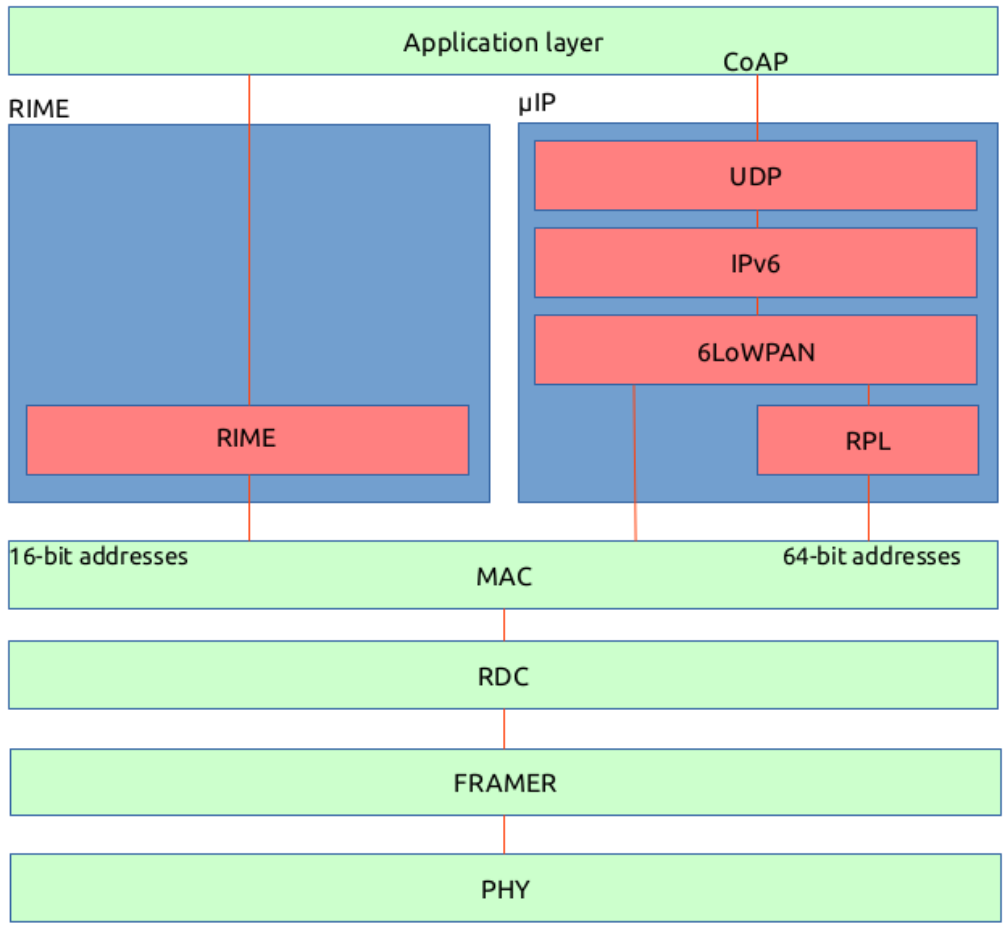 Application layer
CoAP
RIME
µIP
UDP
IPv6
6LoWPAN
RIME
RPL
16-bit addresses
64-bit addresses
MAC
RDC
FRAMER
PHY